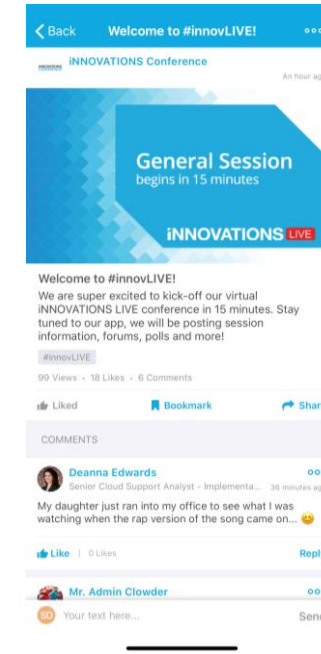 Back Welcome to #innovLIVE!
iNNOVATIONS Conference
An hour ag
General Session
begins in 15 minutes
iNNOVATIONS LIVE
Welcome to #innovLIVE!
We are super excited to kick-off our virtual
iNNOVATIONS LIVE conference in 15 minutes. Stay
tuned to our app, we will be posting session
information, forums, polls and more!
#innovLIVE
99 Views • 18 Likes • 6 Comments
Liked Bookmark Shar
COMMENTS
Deanna Edwards
Senior Cloud Support Analyst - Implementa... 36 minutes ag
My daughter just ran into my office to see what I was
watching when the rap version of the song came on... 😀
Like | 0 Likes Repl
Mr. Admin Clowder
SD Your text here... Send